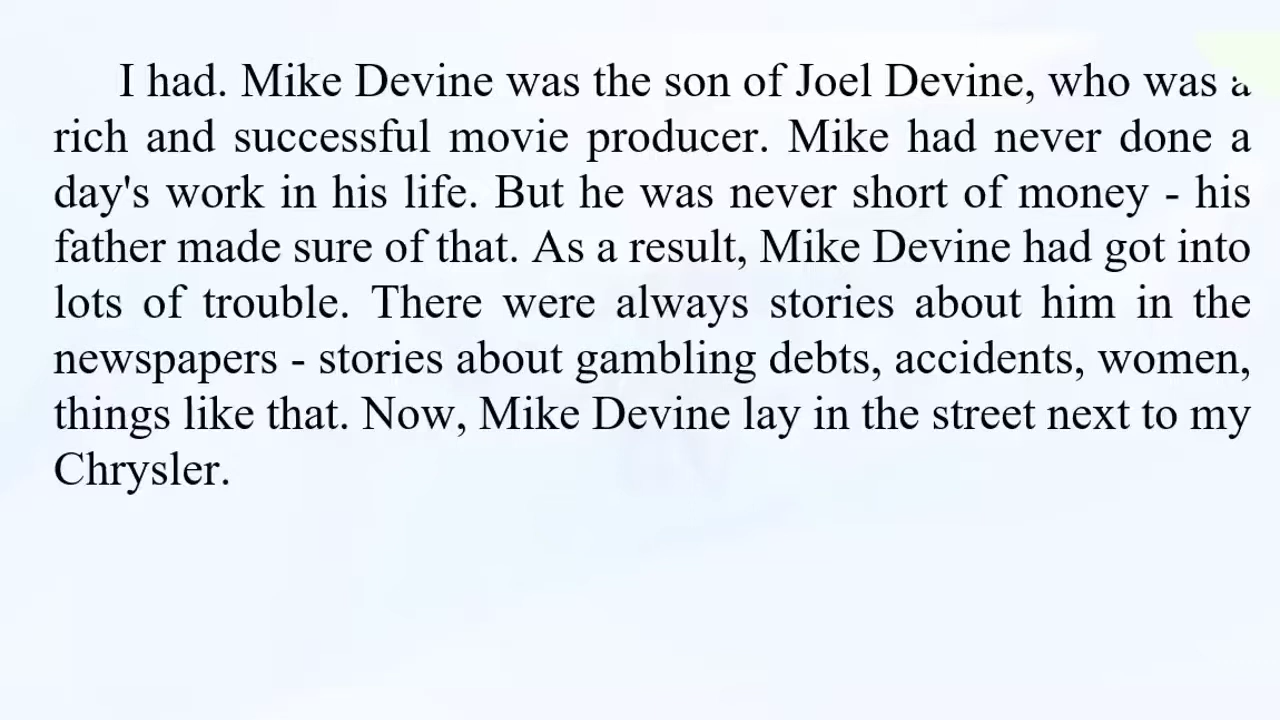 I had. Mike Devine was the son of Joel Devine, who was a
rich and successful movie producer. Mike had never done a
day's work in his life. But he was never short of money - his
father made sure of that. As a result, Mike Devine had got into
lots of trouble. There were always stories about him in the
newspapers - stories about gambling debts, accidents, women,
things like that. Now, Mike Devine lay in the street next to my
Chrysler.